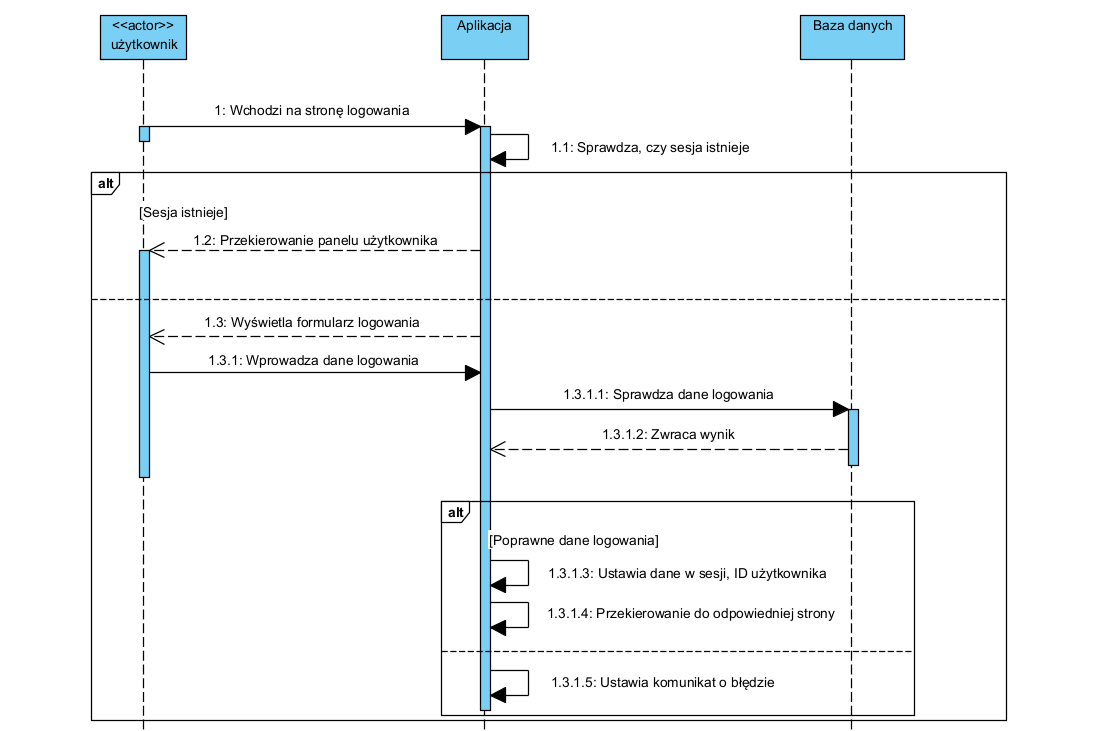 <<actor>>
użytkownik
Aplikacja
Baza danych
1: Wchodzi na stronę logowania
1.1: Sprawdza, czy sesja istnieje
alt
[Sesja istnieje]
1.2: Przekierowanie panelu użytkownika
1.3: Wyświetla formularz logowania
1.3.1: Wprowadza dane logowania
1.3.1.1: Sprawdza dane logowania
1.3.1.2: Zwraca wynik
alt
[Poprawne dane logowania]
1.3.1.3: Ustawia dane w sesji, ID użytkownika
1.3.1.4: Przekierowanie do odpowiedniej strony
1.3.1.5: Ustawia komunikat o błędzie